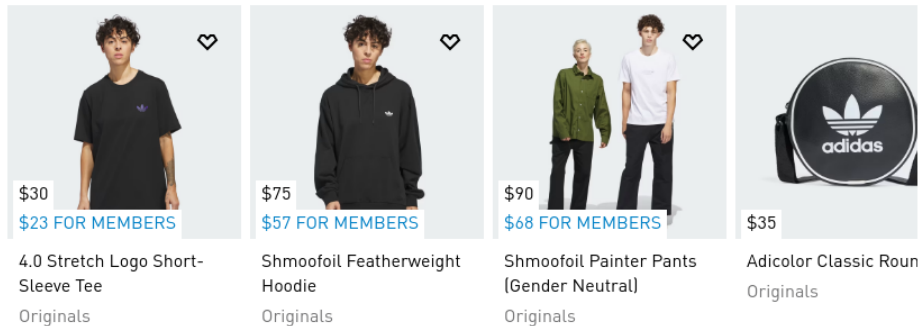 $30
$23 FOR MEMBERS
4.0 Stretch Logo Short-
Sleeve Tee
Originals
$75
$57 FOR MEMBERS
Shmoofoil Featherweight
Hoodie
Originals
$90
$68 FOR MEMBERS
Shmoofoil Painter Pants
(Gender Neutral)
Originals
adidas
$35
Adicolor Classic Roun
Originals